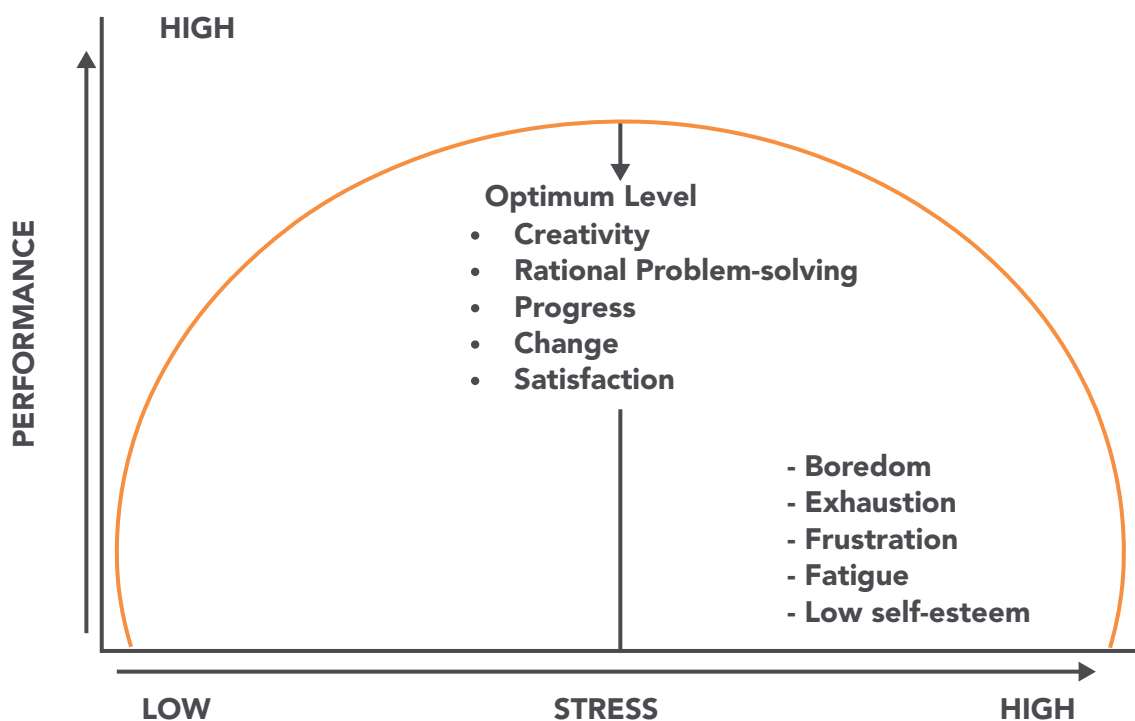 HIGH
PERFORMANCE
Optimum Level
• Creativity
• Rational Problem-solving
• Progress
• Change
• Satisfaction
- Boredom
- Exhaustion
- Frustration
- Fatigue
- Low self-esteem
LOW STRESS HIGH